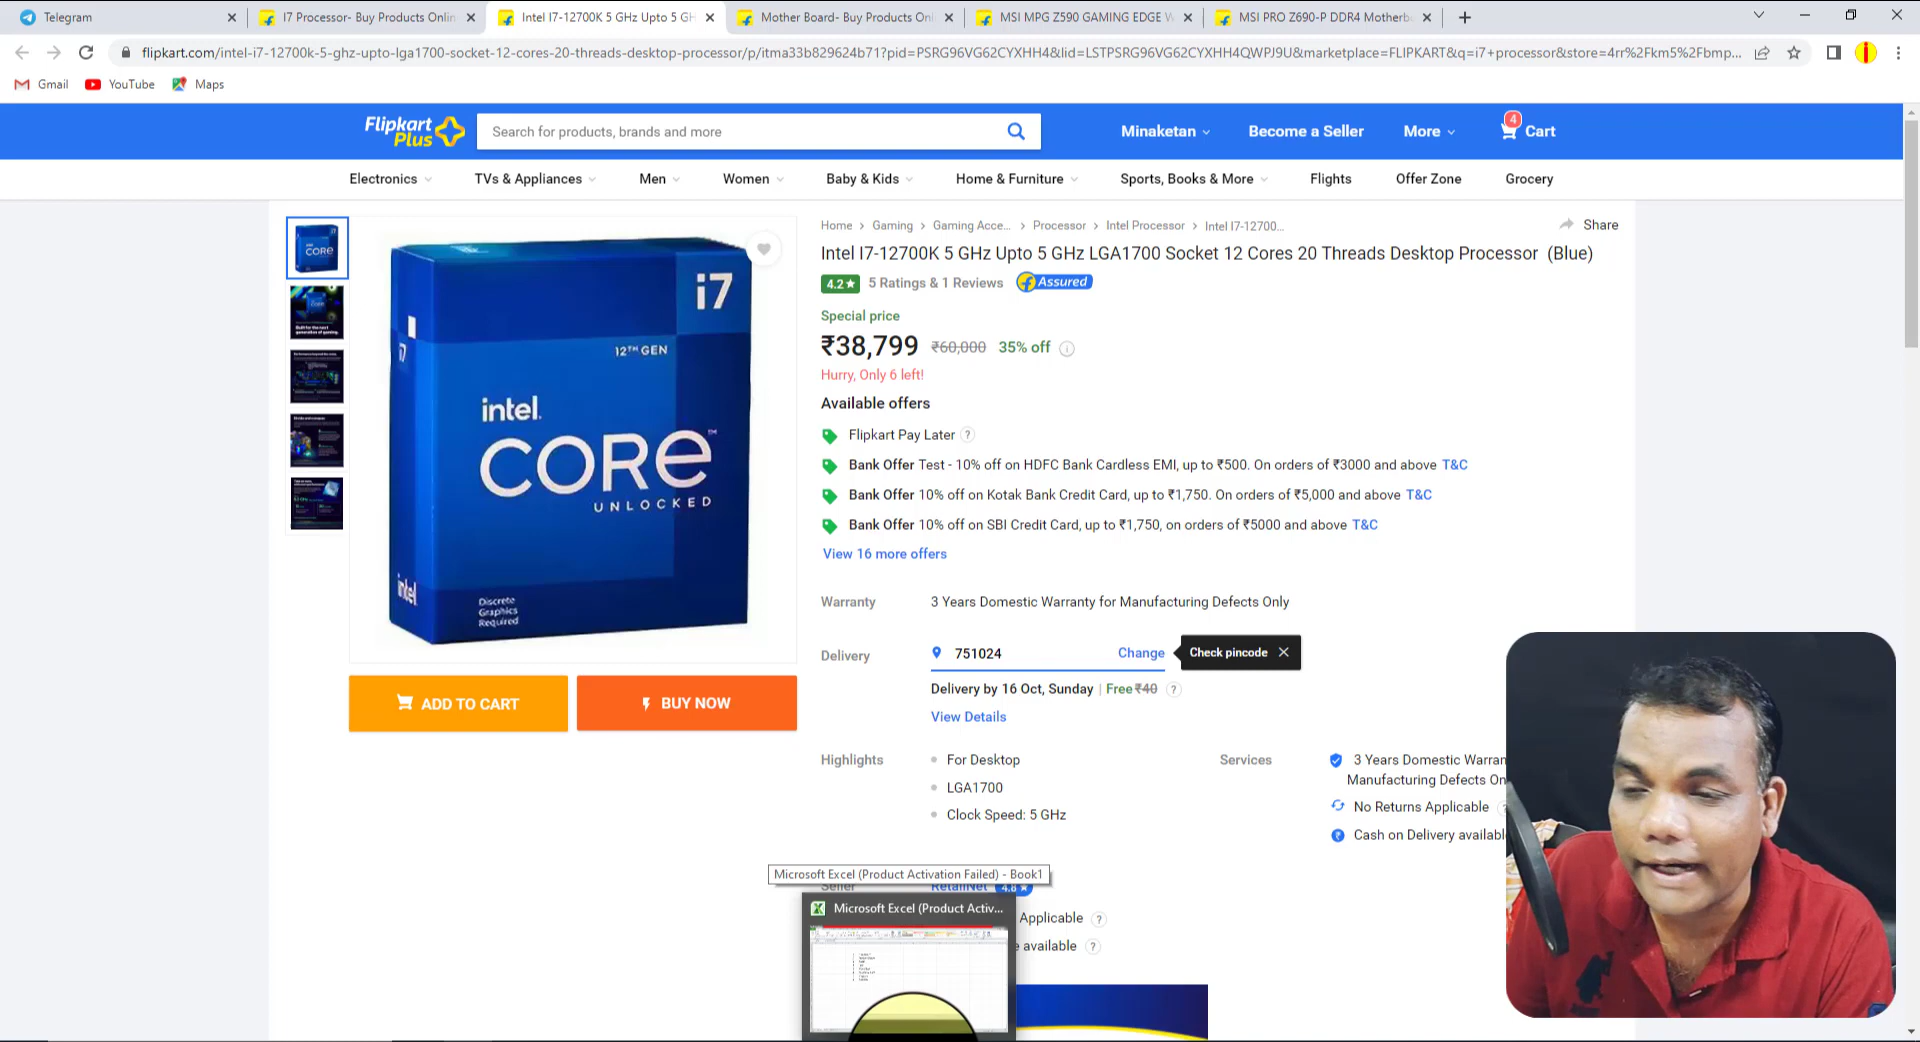 Telegram
I7 Processor- Buy Products Onlin
Intel I7-12700K 5 GHz Upto 5 GH
Mother Board- Buy Products Onl
MSI MPG Z590 GAMING EDGE W
MSI PRO Z690-P DDR4 Motherb
flipkart.com/intel-i7-12700k-5-ghz-upto-lga1700-socket-12-cores-20-threads-desktop-processor/p/itma33b829624b71?pid=PSRG96VG62CYXHH4&lid=LSTPSRG96VG62CYXHH4QWPJ9U&marketplace=FLIPKART&q=i7+processor&store=4rr%2Fkm5%2Fbmp...
Gmail YouTube Maps
Flipkart
Plus
Search for products, brands and more
Minaketan
Become a Seller
More
4
Cart
Electronics TVs & Appliances Men Women Baby & Kids Home & Furniture Sports, Books & More Flights Offer Zone Grocery
Home Gaming Gaming Acce... Processor Intel Processor Intel I7-12700...
Share
Intel I7-12700K 5 GHz Upto 5 GHz LGA1700 Socket 12 Cores 20 Threads Desktop Processor (Blue)
4.2★ 5 Ratings & 1 Reviews Assured
Special price
₹38,799 ₹60,000 35% off
Hurry, Only 6 left!
Available offers
Flipkart Pay Later ?
Bank Offer Test - 10% off on HDFC Bank Cardless EMI, up to ₹500. On orders of ₹3000 and above T&C
Bank Offer 10% off on Kotak Bank Credit Card, up to ₹1,750. On orders of ₹5,000 and above T&C
Bank Offer 10% off on SBI Credit Card, up to ₹1,750, on orders of ₹5000 and above T&C
View 16 more offers
i7
12TH GEN
i7
intel.
CORE™
UNLOCKED
intel
Discrete
Graphics
Required
ADD TO CART
BUY NOW
Warranty 3 Years Domestic Warranty for Manufacturing Defects Only
Delivery 751024 Change Check pincode
Delivery by 16 Oct, Sunday | Free ₹40 ?
View Details
Highlights
For Desktop
LGA1700
Clock Speed: 5 GHz
Services
3 Years Domestic Warran
Manufacturing Defects On
No Returns Applicable
Cash on Delivery availabl
Microsoft Excel (Product Activation Failed) - Book1
Seller RetailNet 4.8★
Microsoft Excel (Product Activ...
Applicable ?
e available ?